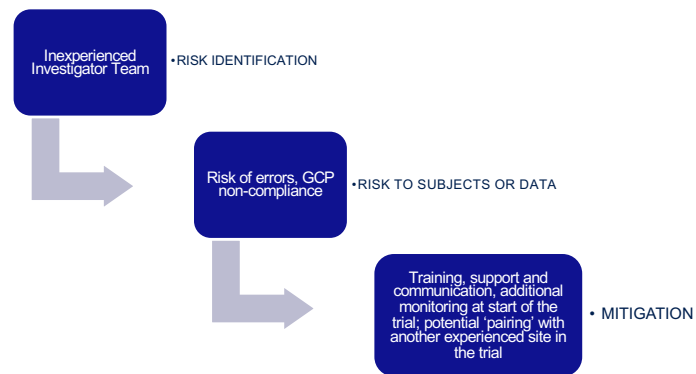 Inexperienced
Investigator Team
•RISK IDENTIFICATION
Risk of errors, GCP
non-compliance
•RISK TO SUBJECTS OR DATA
Training, support and
communication, additional
monitoring at start of the
trial; potential ‘pairing’ with
another experienced site in
the trial
• MITIGATION